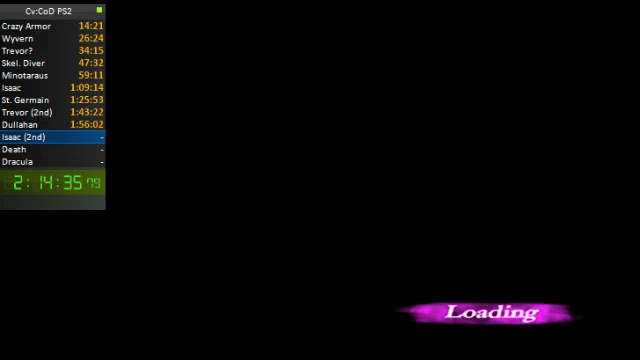 Cv:CoD PS2
Crazy Armor 14:21
Wyvern 26:24
Trevor? 34:15
Skel. Diver 47:32
Minotaraus 59:11
Isaac 1:09:14
St. Germain 1:25:53
Trevor (2nd) 1:43:22
Dullahan 1:56:02
Isaac (2nd) -
Death -
Dracula -
2:14:35 79
Loading